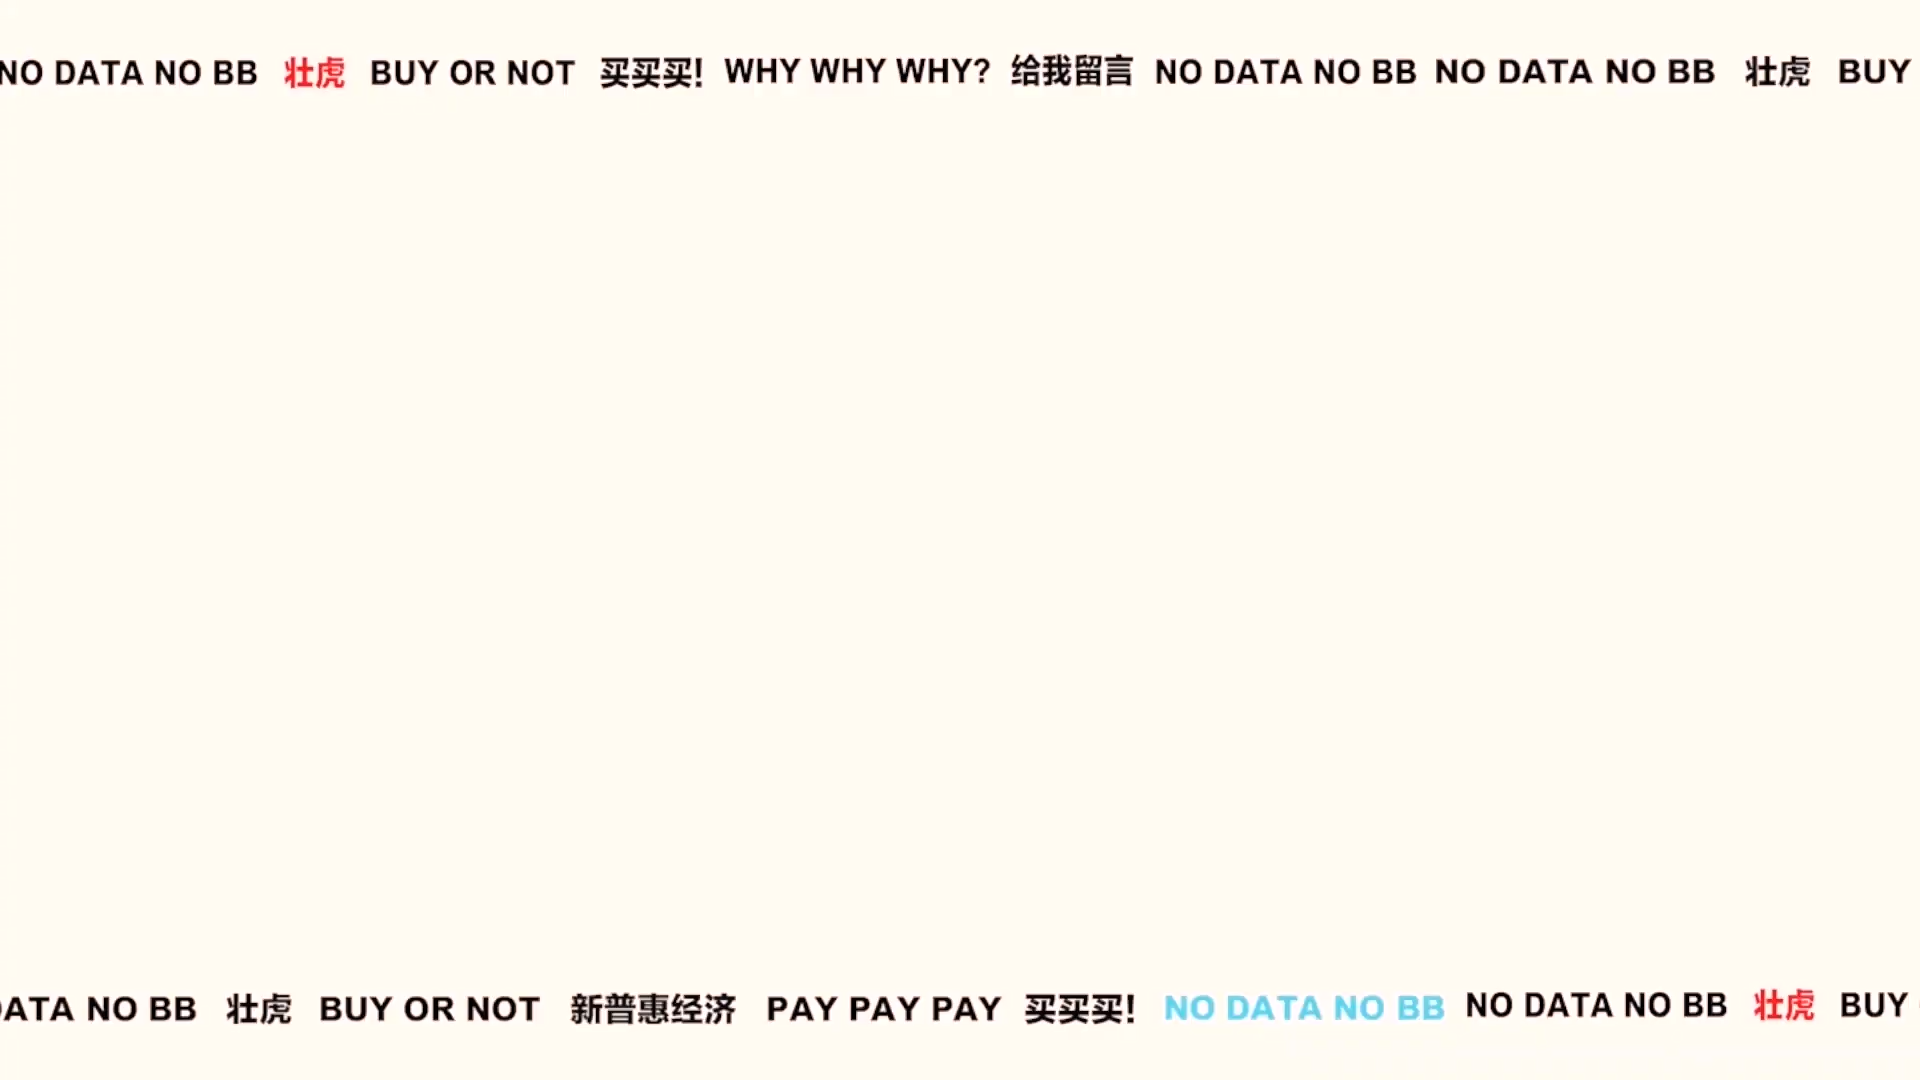 NO DATA NO BB 壮虎 BUY OR NOT 买买买! WHY WHY WHY? 给我留言 NO DATA NO BB NO DATA NO BB 壮虎 BUY
DATA NO BB 壮虎 BUY OR NOT 新普惠经济 PAY PAY PAY 买买买! NO DATA NO BB NO DATA NO BB 壮虎 BUY